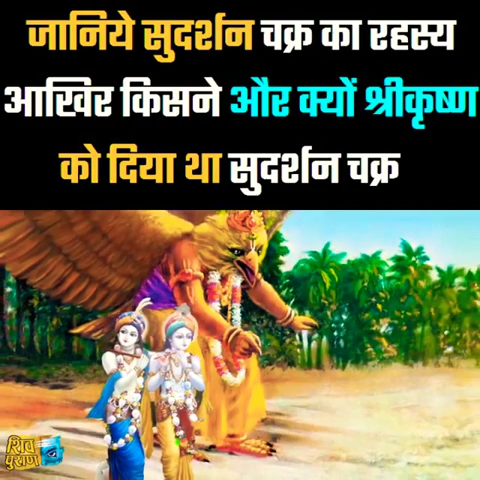 जानिये सुदर्शन चक्र का रहस्य
आखिर किसने और क्यों श्रीकृष्ण
को दिया था सुदर्शन चक्र
शिव
पुराण